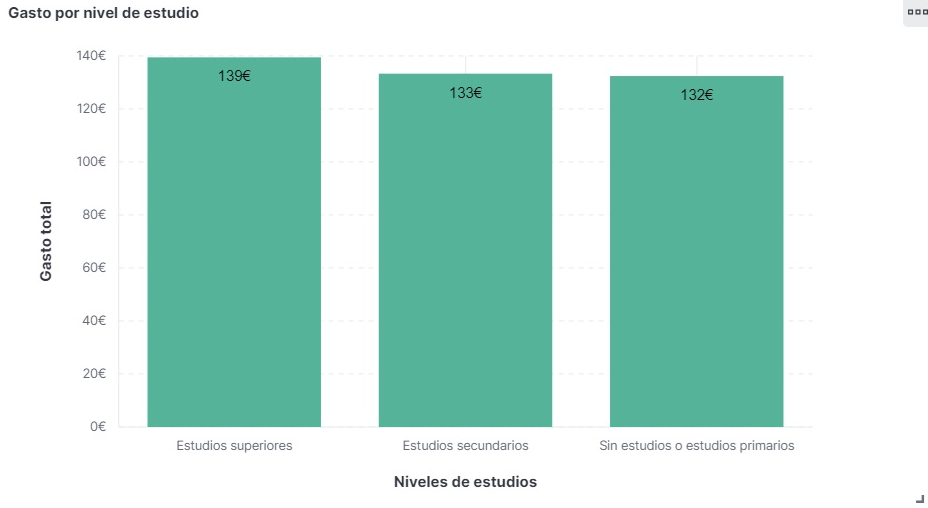 Gasto por nivel de estudio
140€
120€
100€
80€
60€
40€
20€
0€
Gasto total
139€
133€
132€
Estudios superiores
Estudios secundarios
Sin estudios o estudios primarios
Niveles de estudios